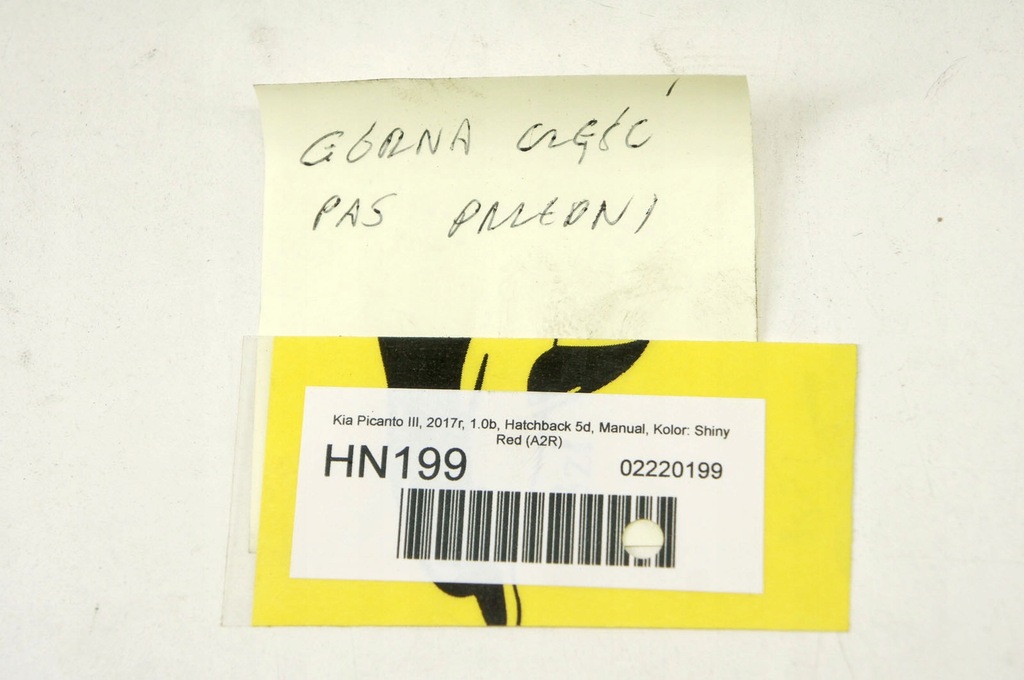 GÓRNA CZĘŚĆ
PAS PRZEDNI
Kia Picanto III, 2017r, 1.0b, Hatchback 5d, Manual, Kolor: Shiny
Red (A2R)
HN199
02220199